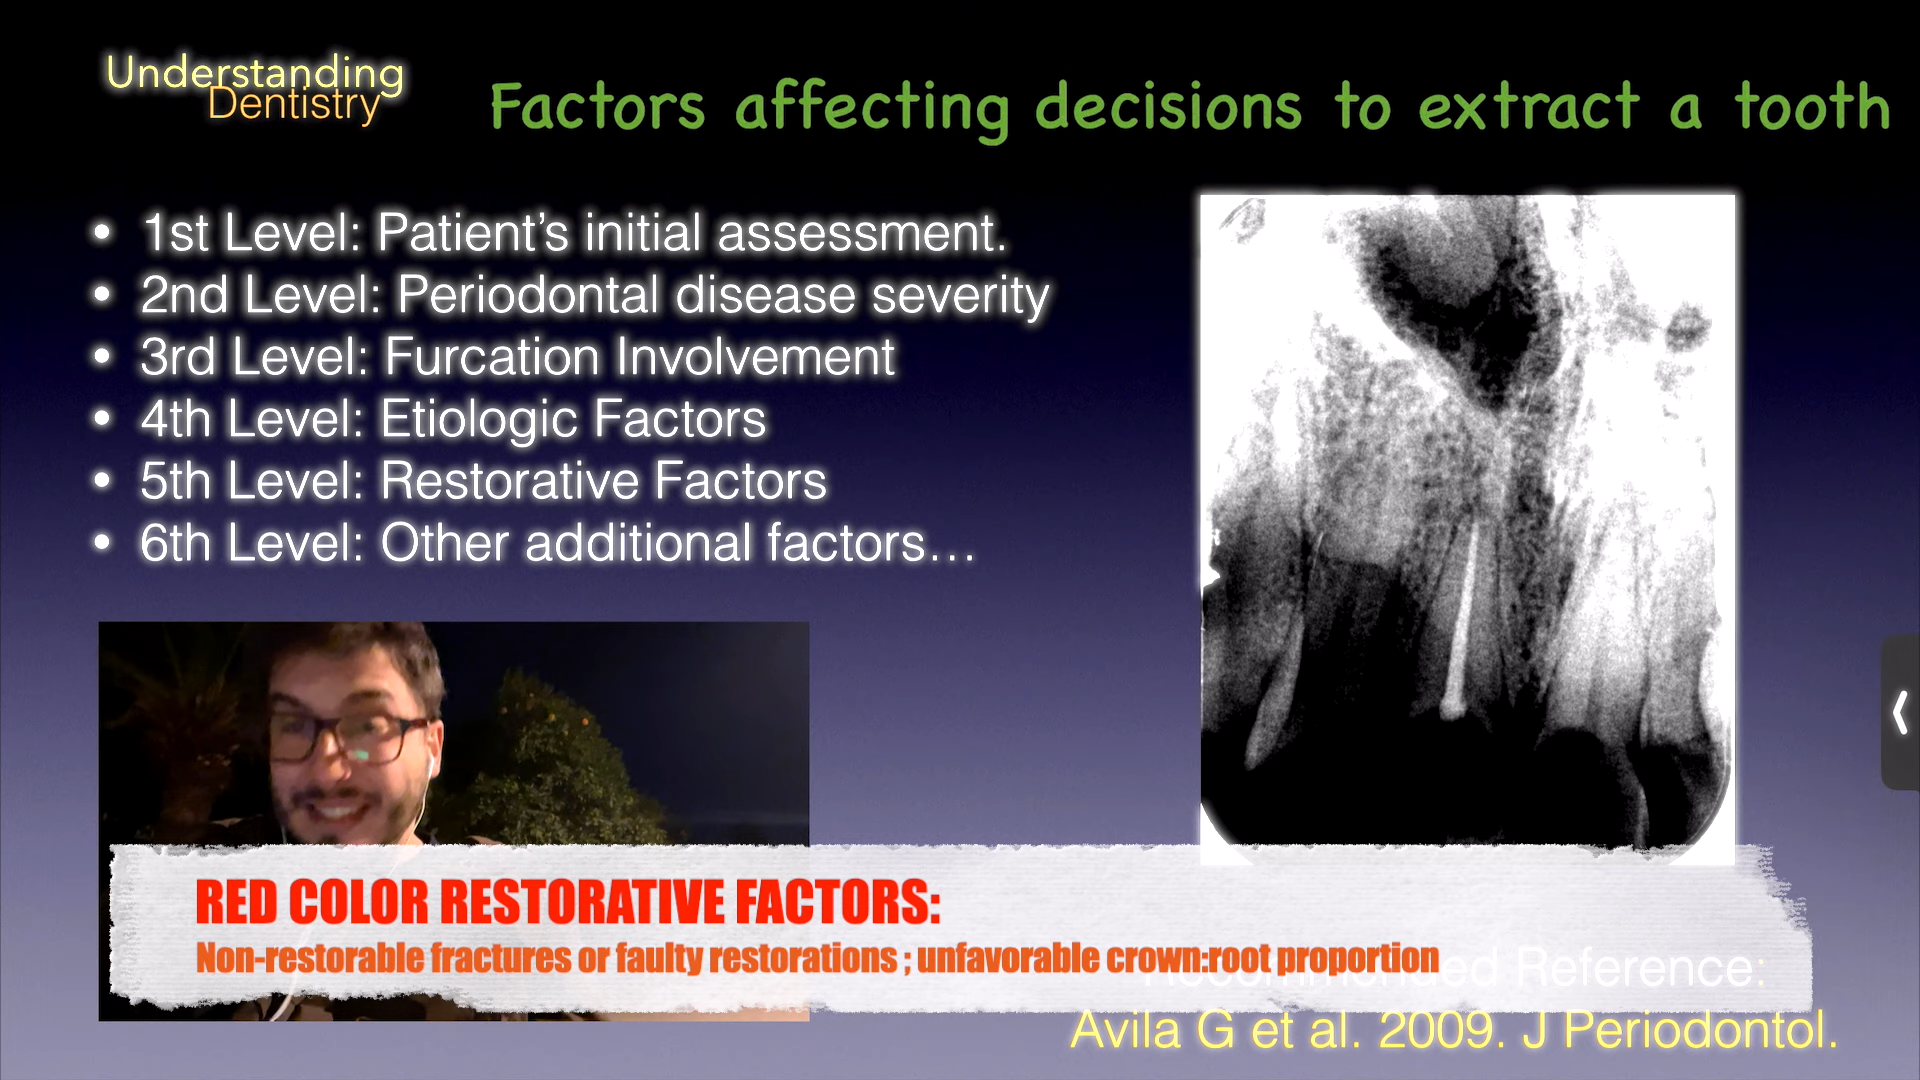 Understanding
Dentistry
Factors affecting decisions to extract a tooth
• 1st Level: Patient’s initial assessment.
• 2nd Level: Periodontal disease severity
• 3rd Level: Furcation Involvement
• 4th Level: Etiologic Factors
• 5th Level: Restorative Factors
• 6th Level: Other additional factors…
RED COLOR RESTORATIVE FACTORS:
Non-restorable fractures or faulty restorations ; unfavorable crown:root proportion
Recommended Reference:
Avila G et al. 2009. J Periodontol.